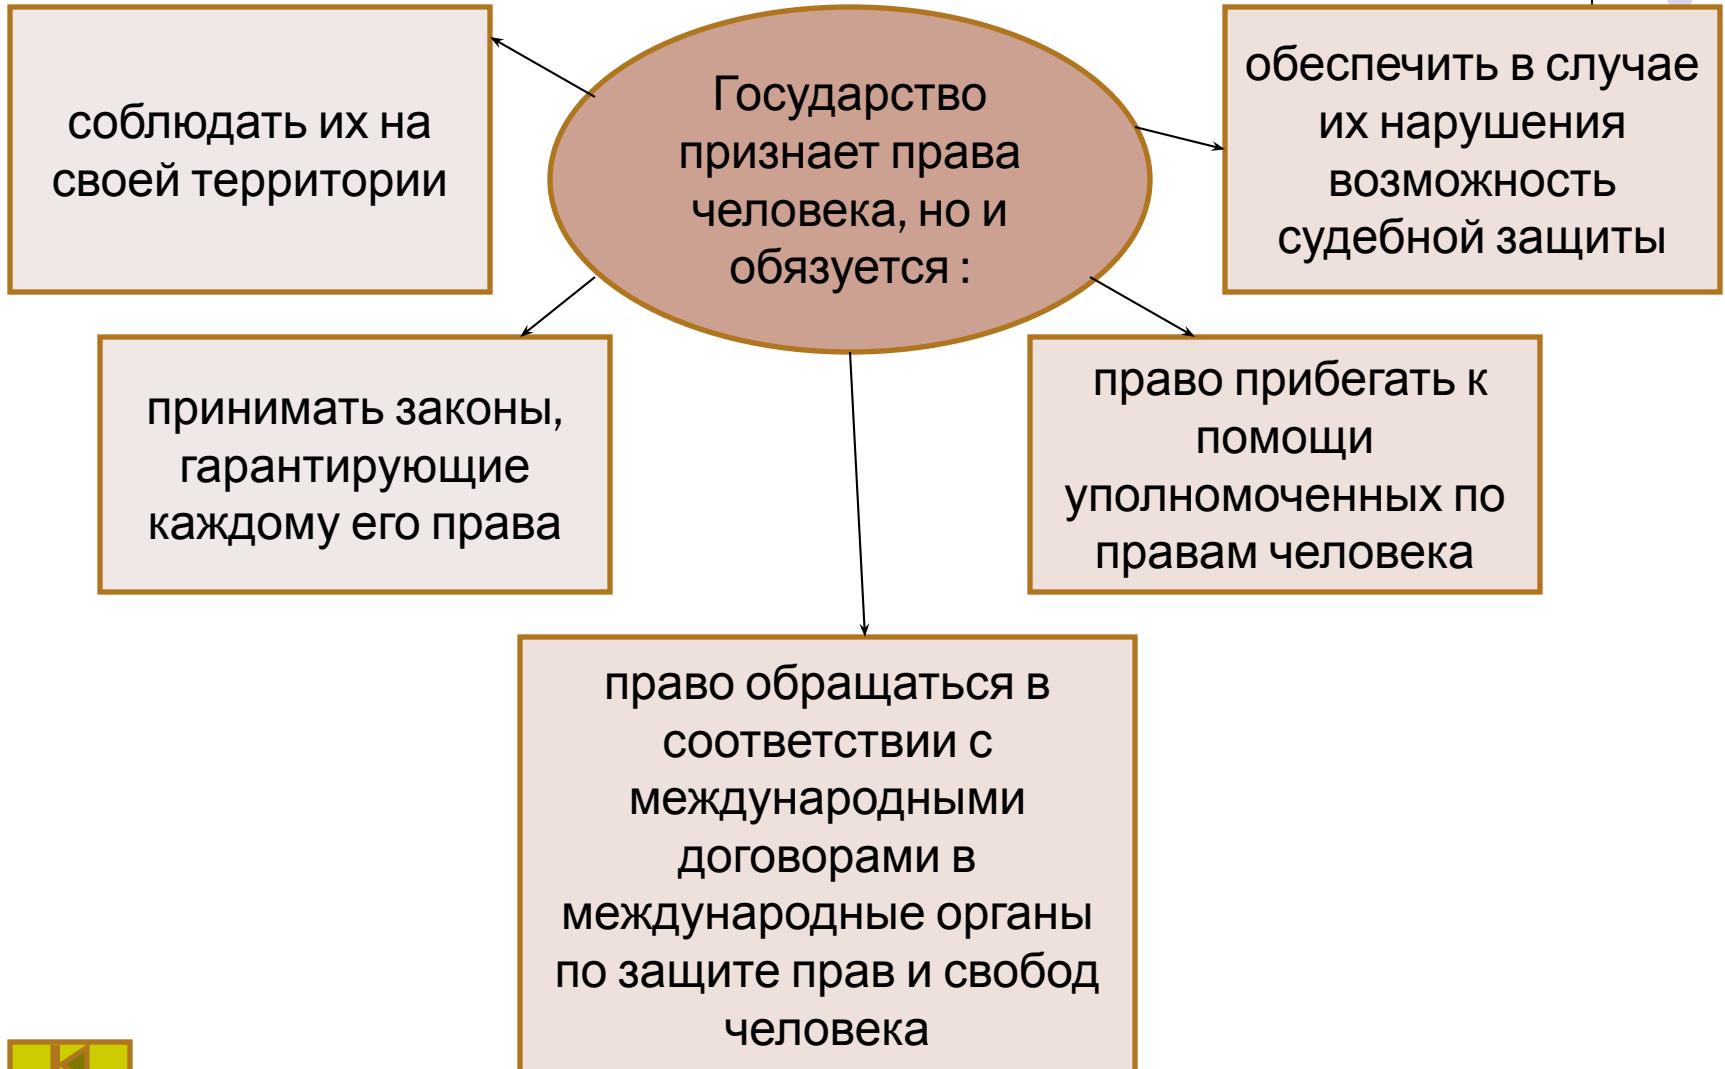 соблюдать их на
своей территории
Государство
признает права
человека, но и
обязуется :
обеспечить в случае
их нарушения
возможность
судебной защиты
принимать законы,
гарантирующие
каждому его права
право прибегать к
помощи
уполномоченных по
правам человека
право обращаться в
соответствии с
международными
договорами в
международные органы
по защите прав и свобод
человека